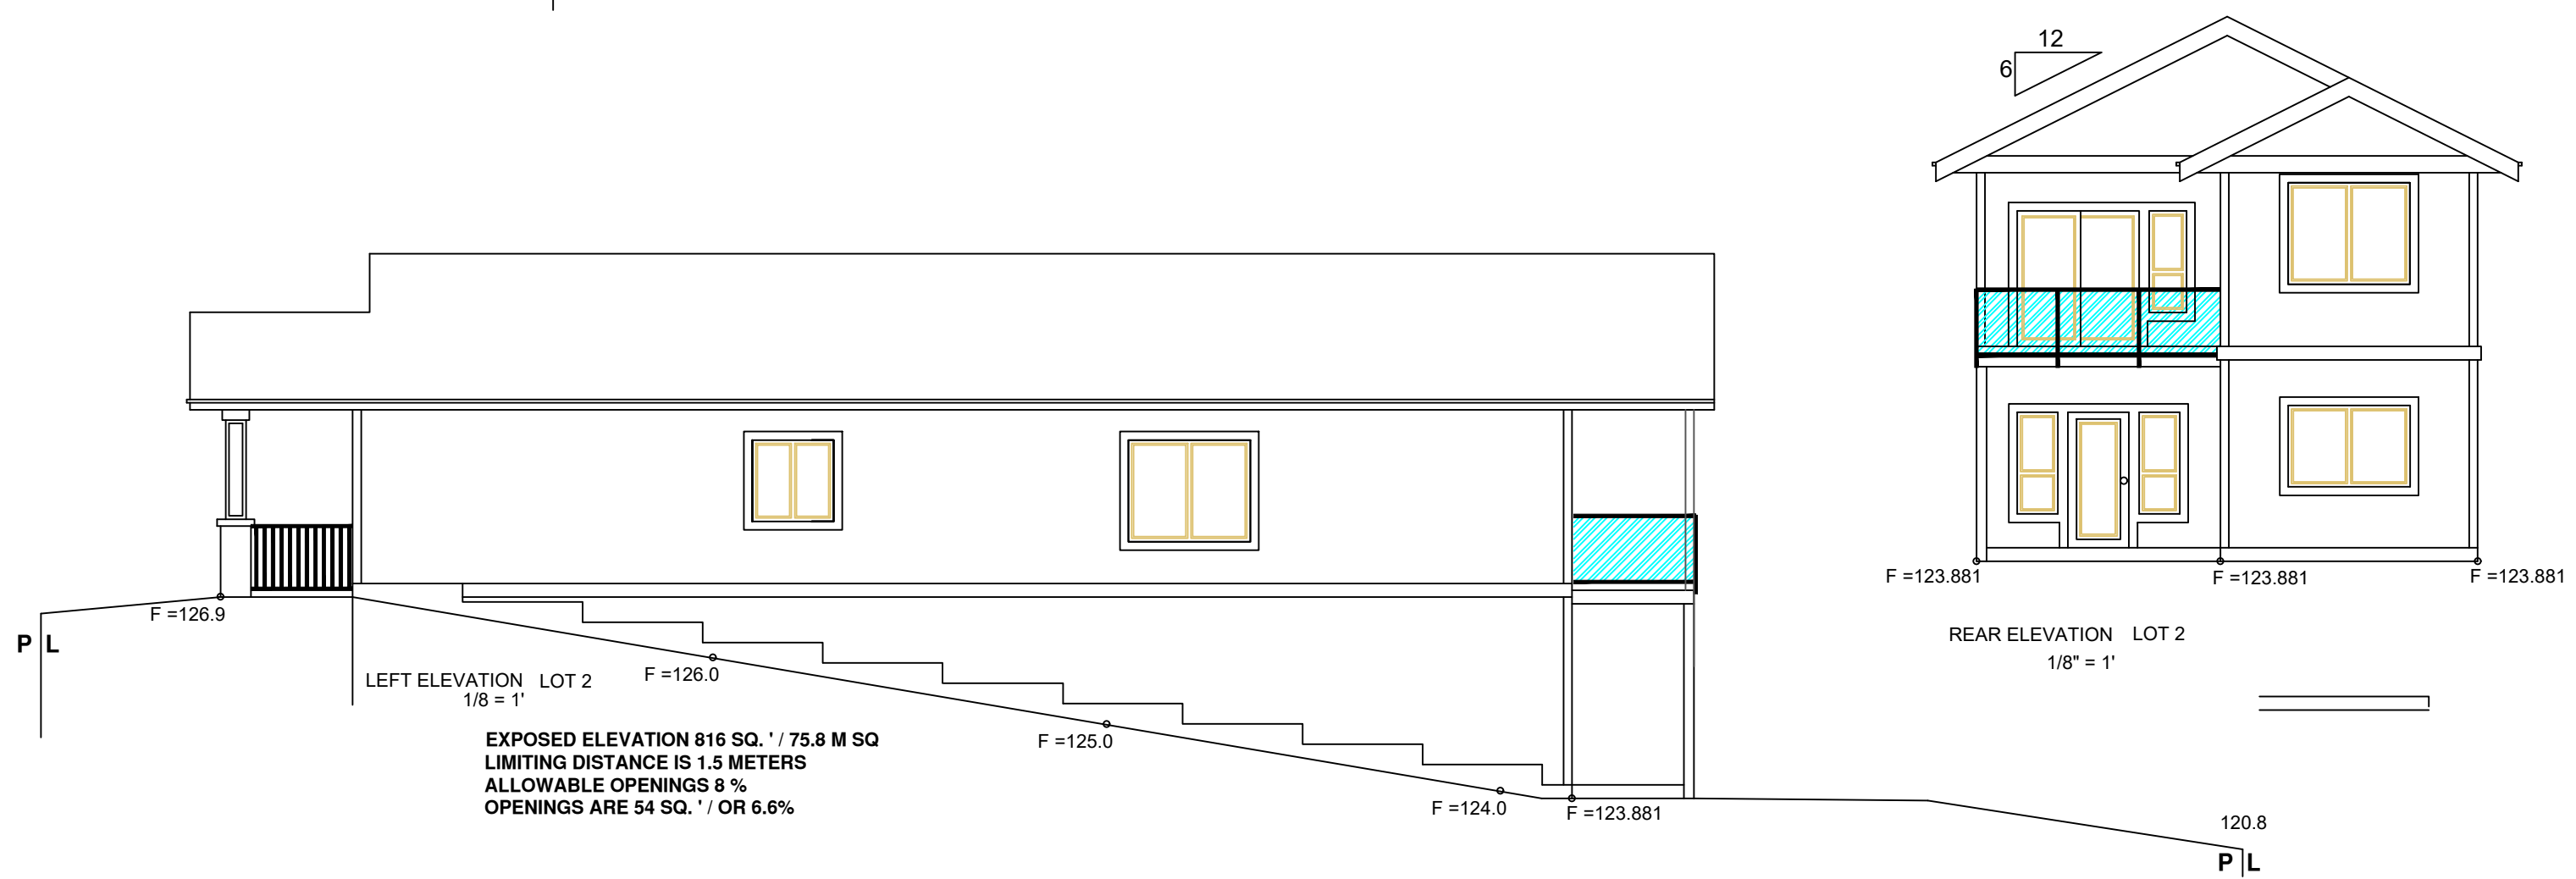 12
6
F =126.9
P L
LEFT ELEVATION LOT 2
1/8 = 1'
F =126.0
F =125.0
F =124.0
F =123.881
EXPOSED ELEVATION 816 SQ. ' / 75.8 M SQ
LIMITING DISTANCE IS 1.5 METERS
ALLOWABLE OPENINGS 8 %
OPENINGS ARE 54 SQ. ' / OR 6.6%
F =123.881
F =123.881
F =123.881
REAR ELEVATION LOT 2
1/8" = 1'
120.8
P L